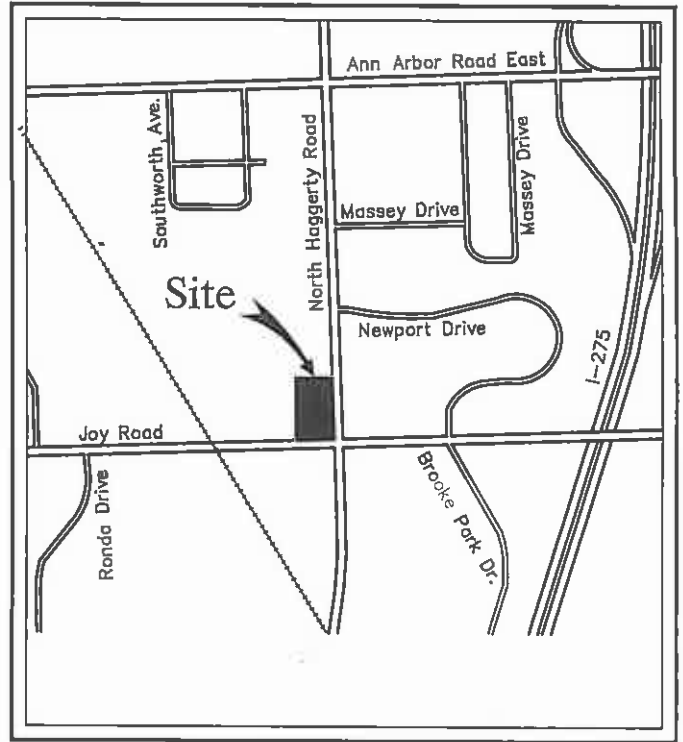 Ann Arbor Road East
Southworth Ave.
North Haggerty Road
Massey Drive
Massey Drive
Site
Newport Drive
I-275
Joy Road
Ronda Drive
Brooke Park Dr.